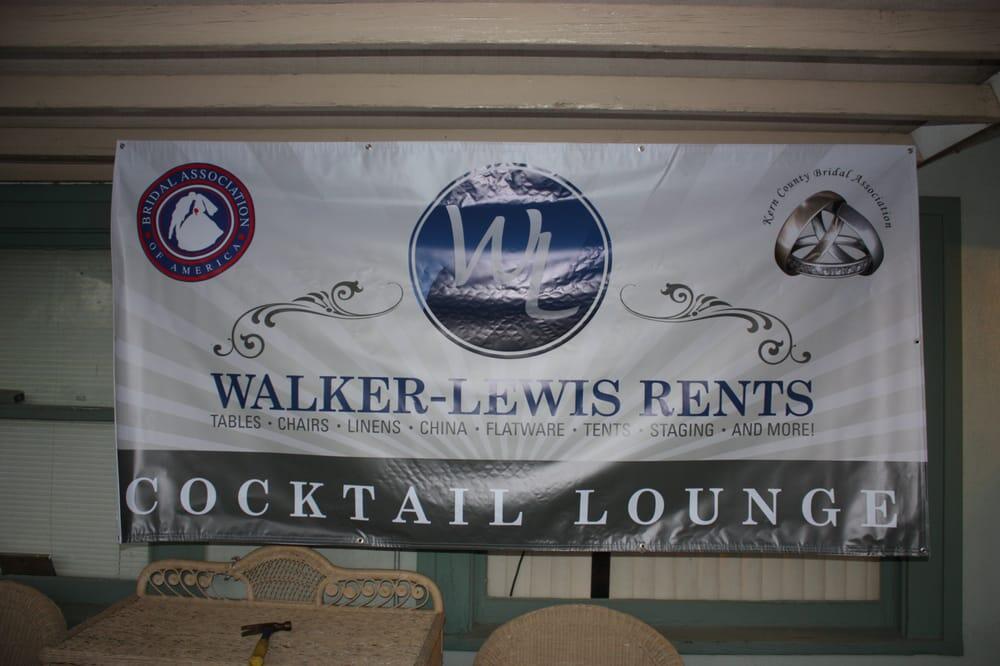 BRIDAL ASSOCIATION
OF AMERICA
WL
Kern County Bridal Association
WALKER-LEWIS RENTS
TABLES • CHAIRS • LINENS • CHINA • FLATWARE • TENTS • STAGING • AND MORE!
COCKTAIL LOUNGE